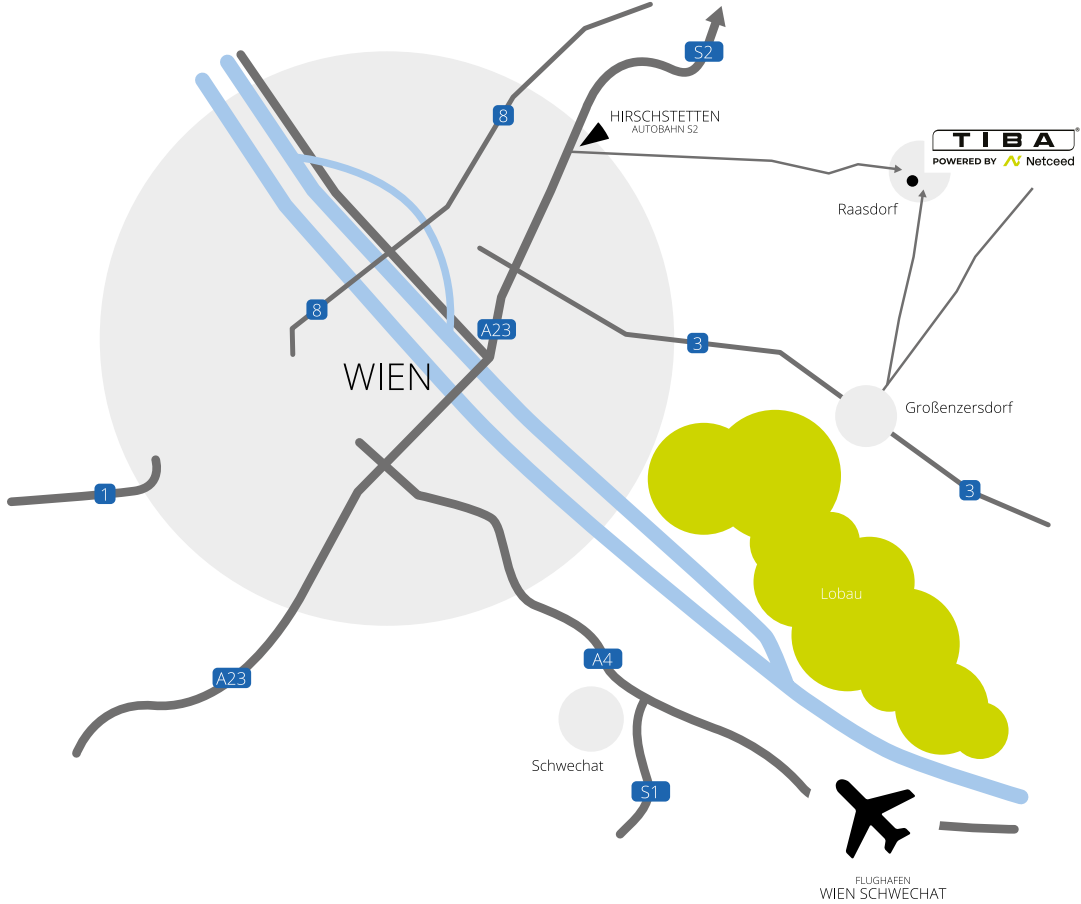 S2
8
HIRSCHSTETTEN
AUTOBAHN S2
TIBA®
POWERED BY Netceed
Raasdorf
8
A23
3
WIEN
Großenzersdorf
1
3
Lobau
A23
A4
Schwechat
S1
FLUGHAFEN
WIEN SCHWECHAT